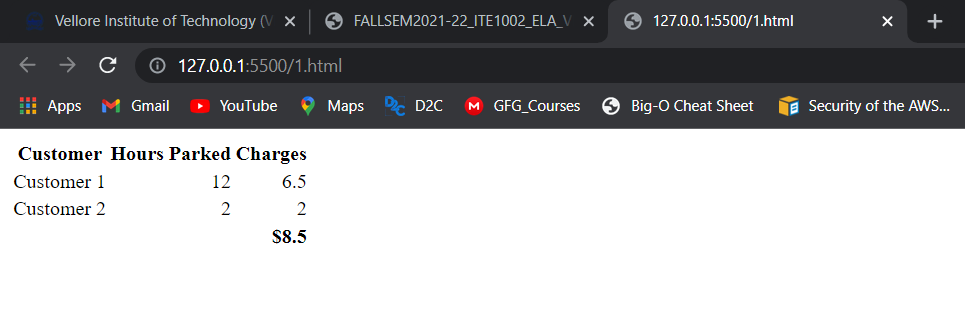 Vellore Institute of Technology (V
FALLSEM2021-22_ITE1002_ELA_V
127.0.0.1:5500/1.html
127.0.0.1:5500/1.html
Apps Gmail YouTube Maps D2C GFG_Courses Big-O Cheat Sheet Security of the AWS...
Customer Hours Parked Charges
Customer 1 12 6.5
Customer 2 2 2
$8.5